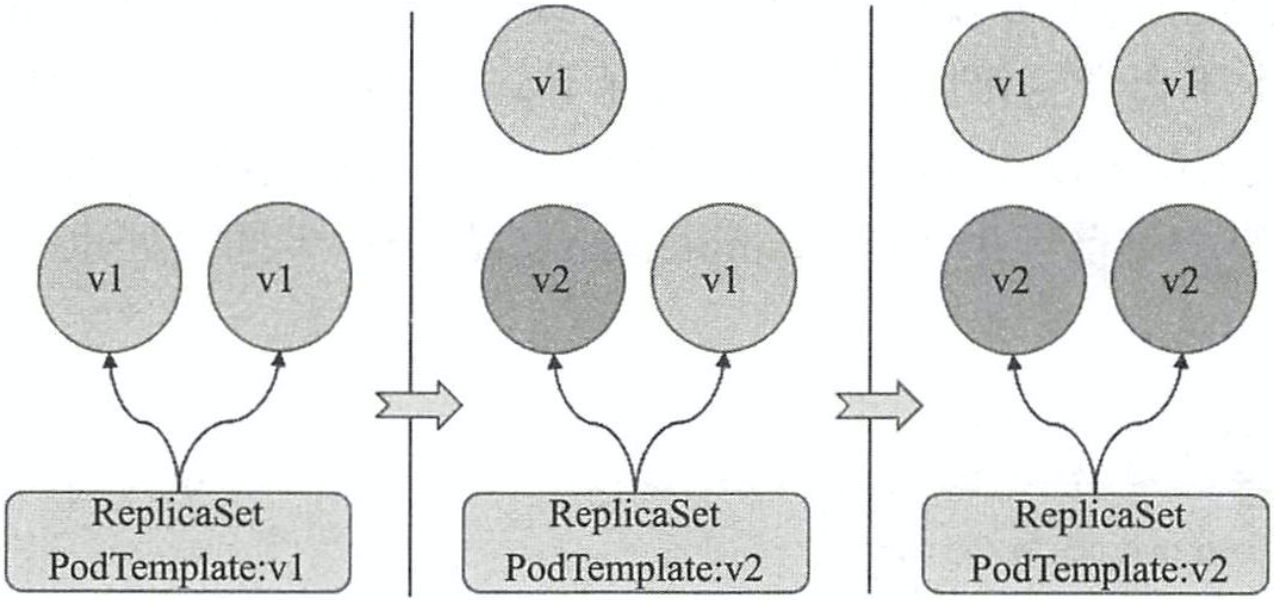 v1 v1
ReplicaSet
PodTemplate:v1
v1
v2 v1
ReplicaSet
PodTemplate:v2
v1 v1
v2 v2
ReplicaSet
PodTemplate:v2